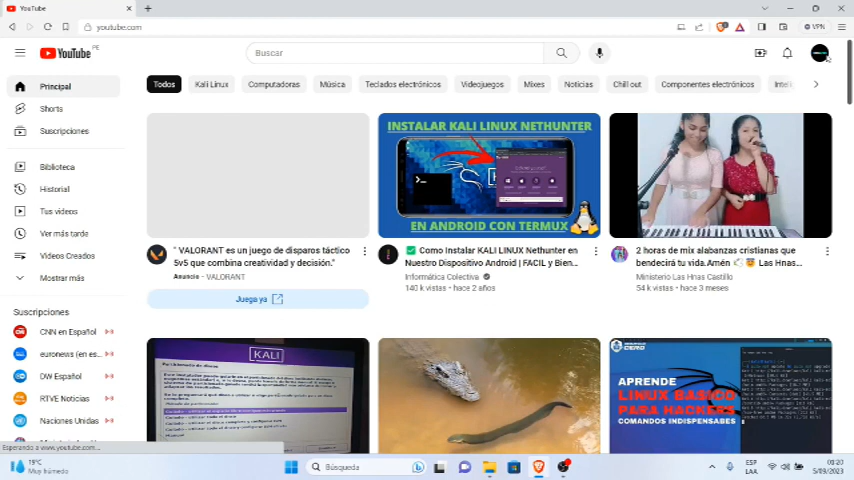 YouTube
youtube.com
VPN
YouTube
PE
Buscar
Principal
Shorts
Suscripciones
Biblioteca
Historial
Tus videos
Ver más tarde
Videos Creados
Mostrar más
Suscripciones
CNN en Español
euronews (en es...
DW Español
RTVE Noticias
Naciones Unidas
Todos
Kali Linux
Computadoras
Música
Teclados electrónicos
Videojuegos
Mixes
Noticias
Chill out
Componentes electrónicos
" VALORANT es un juego de disparos táctico
5v5 que combina creatividad y decisión."
Anuncio · VALORANT
Juega ya
INSTALAR KALI LINUX NETHUNTER
EN ANDROID CON TERMUX
✅ Como Instalar KALI LINUX Nethunter en
Nuestro Dispositivo Android | FACIL y Bien...
Informática Colectiva
140 k vistas • hace 2 años
2 horas de mix alabanzas cristianas que
bendecirá tu vida.Amén Las Hnas...
Ministerio Las Hnas Castillo
54 k vistas • hace 3 meses
KALI
APRENDE
LINUX BASICO
PARA HACKERS
COMANDOS INDISPENSABLES
Esperando a www.youtube.com...
19°C
Muy húmedo
Búsqueda
ESP
LAA
08:20
5/09/2023